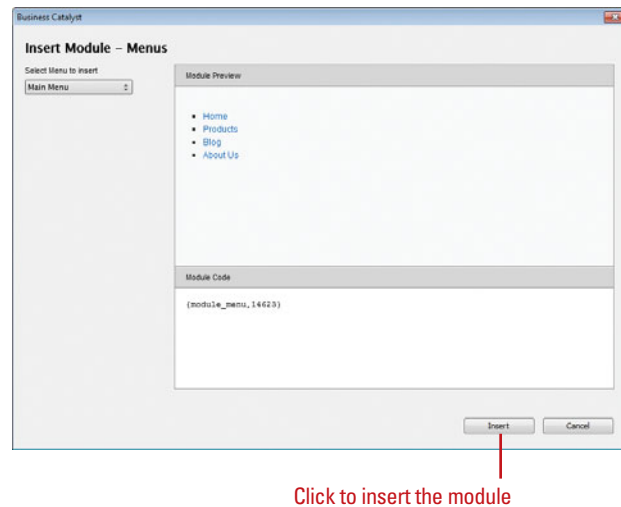 Business Catalyst
Insert Module – Menus
Select Menu to insert
Main Menu
Module Preview
Home
Products
Blog
About Us
Module Code
{module_menu,14623}
Insert
Cancel
Click to insert the module